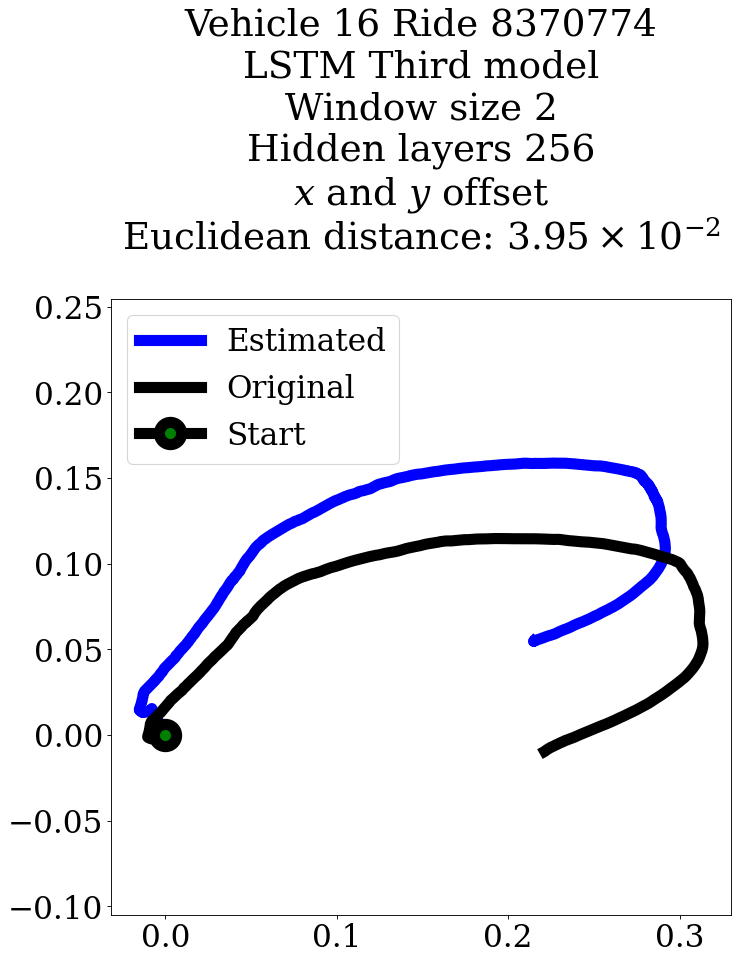 Vehicle 16 Ride 8370774
LSTM Third model
Window size 2
Hidden layers 256
x and y offset
Euclidean distance: 3.95 × 10⁻²
0.25
0.20
0.15
0.10
0.05
0.00
−0.05
−0.10
Estimated
Original
Start
0.0 0.1 0.2 0.3